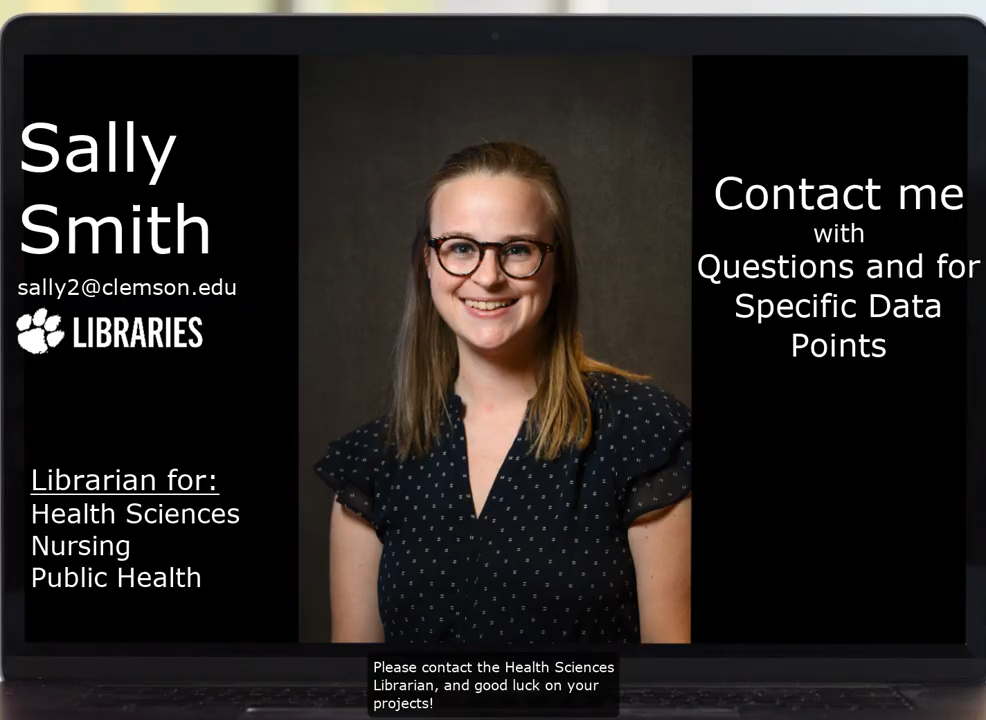 Sally
Smith
sally2@clemson.edu
LIBRARIES
Librarian for:
Health Sciences
Nursing
Public Health
Contact me
with
Questions and for
Specific Data
Points
Please contact the Health Sciences
Librarian, and good luck on your
projects!